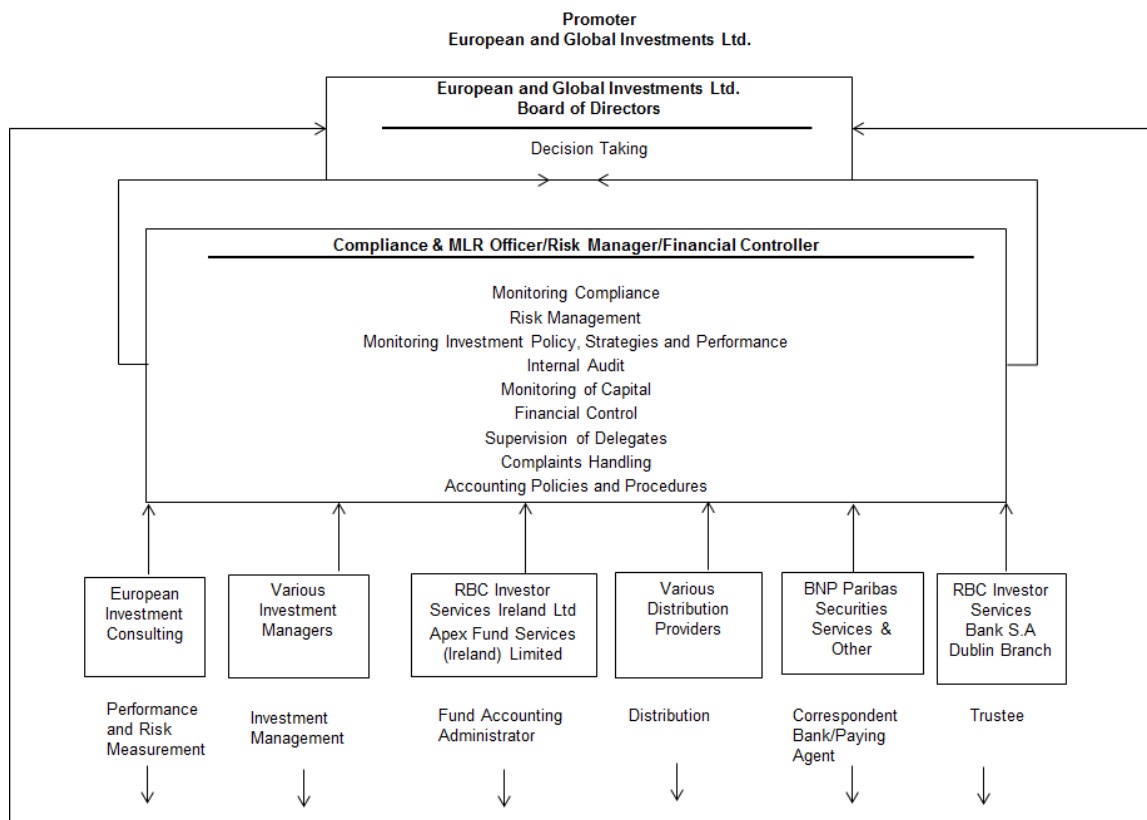 Promoter
European and Global Investments Ltd.
European and Global Investments Ltd.
Board of Directors
Decision Taking
Compliance & MLR Officer/Risk Manager/Financial Controller
Monitoring Compliance
Risk Management
Monitoring Investment Policy, Strategies and Performance
Internal Audit
Monitoring of Capital
Financial Control
Supervision of Delegates
Complaints Handling
Accounting Policies and Procedures
European
Investment
Consulting
Various
Investment
Managers
RBC Investor
Services Ireland Ltd
Apex Fund Services
(Ireland) Limited
Various
Distribution
Providers
BNP Paribas
Securities
Services &
Other
RBC Investor
Services
Bank S.A
Dublin Branch
Performance
and Risk
Measurement
Investment
Management
Fund Accounting
Administrator
Distribution
Correspondent
Bank/Paying
Agent
Trustee